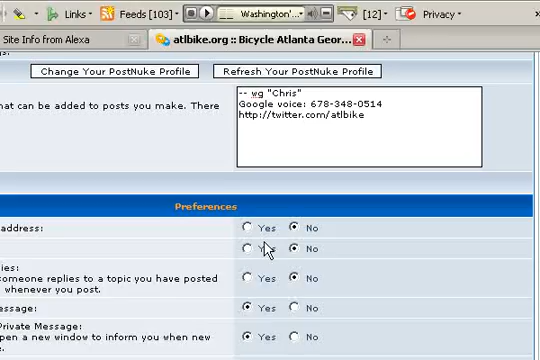 Links Feeds [103] Washington'... [12] Privacy
Site Info from Alexa
atlbike.org :: Bicycle Atlanta Geor...
Change Your PostNuke Profile
Refresh Your PostNuke Profile
hat can be added to posts you make. There
-- wg "Chris"
Google voice: 678-348-0514
http://twitter.com/atlbike
Preferences
address: Yes No
Yes No
ies:
someone replies to a topic you have posted
whenever you post. Yes No
essage: Yes No
Private Message:
open a new window to inform you when new Yes No